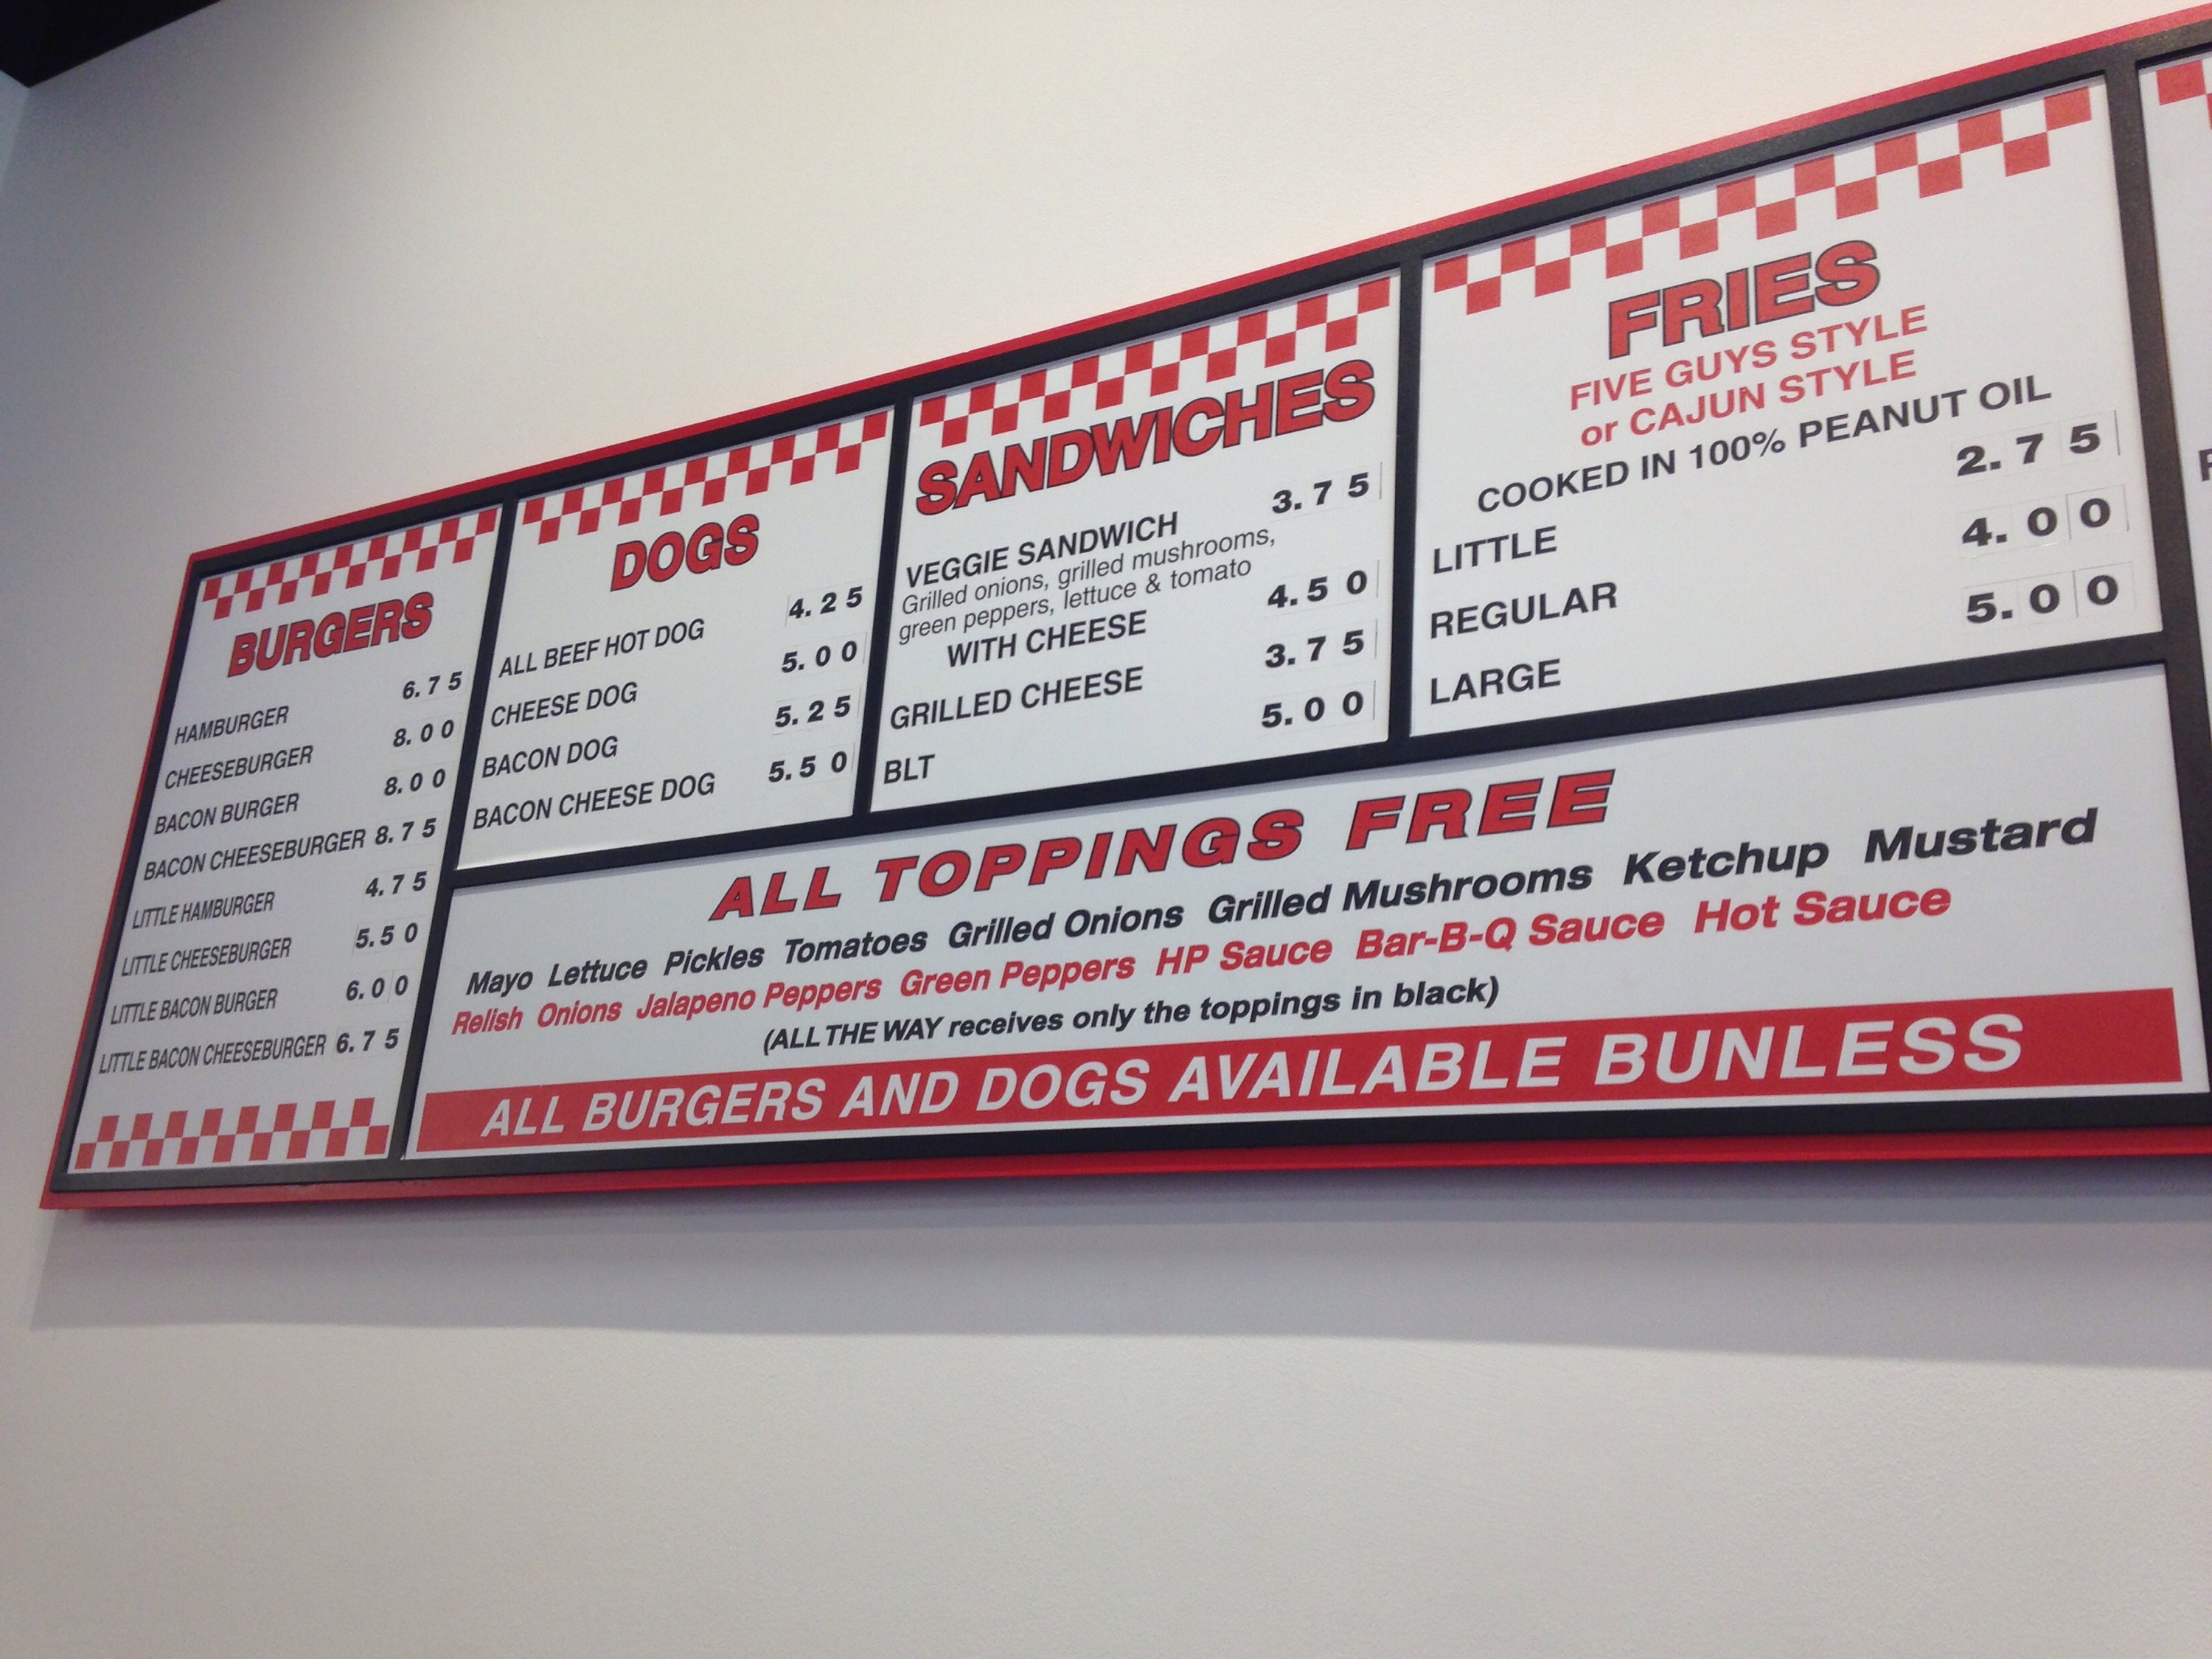 BURGERS
HAMBURGER 6.75
CHEESEBURGER 8.00
BACON BURGER 8.00
BACON CHEESEBURGER 8.75
LITTLE HAMBURGER 4.75
LITTLE CHEESEBURGER 5.50
LITTLE BACON BURGER 6.00
LITTLE BACON CHEESEBURGER 6.75
DOGS
ALL BEEF HOT DOG 4.25
CHEESE DOG 5.00
BACON DOG 5.25
BACON CHEESE DOG 5.50
SANDWICHES
VEGGIE SANDWICH 3.75
Grilled onions, grilled mushrooms,
green peppers, lettuce & tomato
WITH CHEESE 4.50
GRILLED CHEESE 3.75
BLT 5.00
FRIES
FIVE GUYS STYLE
or CAJUN STYLE
COOKED IN 100% PEANUT OIL
LITTLE 2.75
REGULAR 4.00
LARGE 5.00
ALL TOPPINGS FREE
Mayo Lettuce Pickles Tomatoes Grilled Onions Grilled Mushrooms Ketchup Mustard
Relish Onions Jalapeno Peppers Green Peppers HP Sauce Bar-B-Q Sauce Hot Sauce
(ALL THE WAY receives only the toppings in black)
ALL BURGERS AND DOGS AVAILABLE BUNLESS